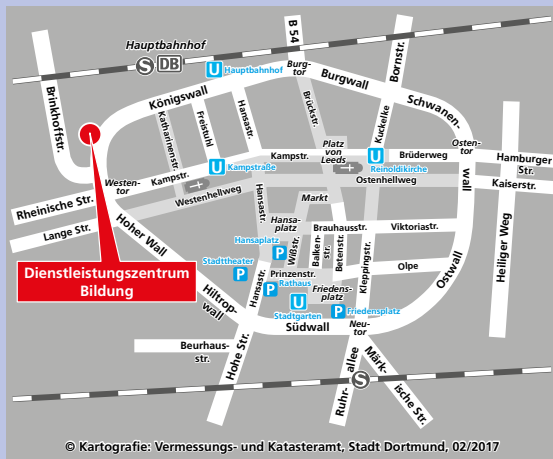 Hauptbahnhof
S DB
B 54
Burg-
tor
Bornstr.
U Hauptbahnhof
Brinkhoffstr.
Königswall
Burgwall
Schwanen-
wall
Katharinenstr.
Freistuhl
Hansastr.
Brückstr.
Kuckelke
Platz
von
Leeds
Osten-
tor
Westen-
tor
Kampstr.
U
Kampstraße
Kampstr.
U
Reinoldikirche
Brüderweg
Hamburger
Str.
Kaiserstr.
Ostenhellweg
Westenhellweg
Rheinische Str.
Lange Str.
Hoher Wall
Hansastr.
Markt
Hansa-
platz
Wißstr.
Brauhausstr.
Balken-
str.
Betenstr.
Kleppingstr.
Viktoriastr.
Olpe
Ostwall
Heiliger Weg
Hansaplatz
P
Stadttheater
P
Prinzenstr.
Rathaus
P
Friedens-
platz
U
Stadtgarten
P Friedensplatz
Dienstleistungszentrum
Bildung
Hiltrop-
wall
Hansastr.
Südwall
Neu-
tor
Beurhaus-
str.
Hohe Str.
Ruhr-
allee
Märk-
ische Str.
S
© Kartografie: Vermessungs- und Katasteramt, Stadt Dortmund, 02/2017